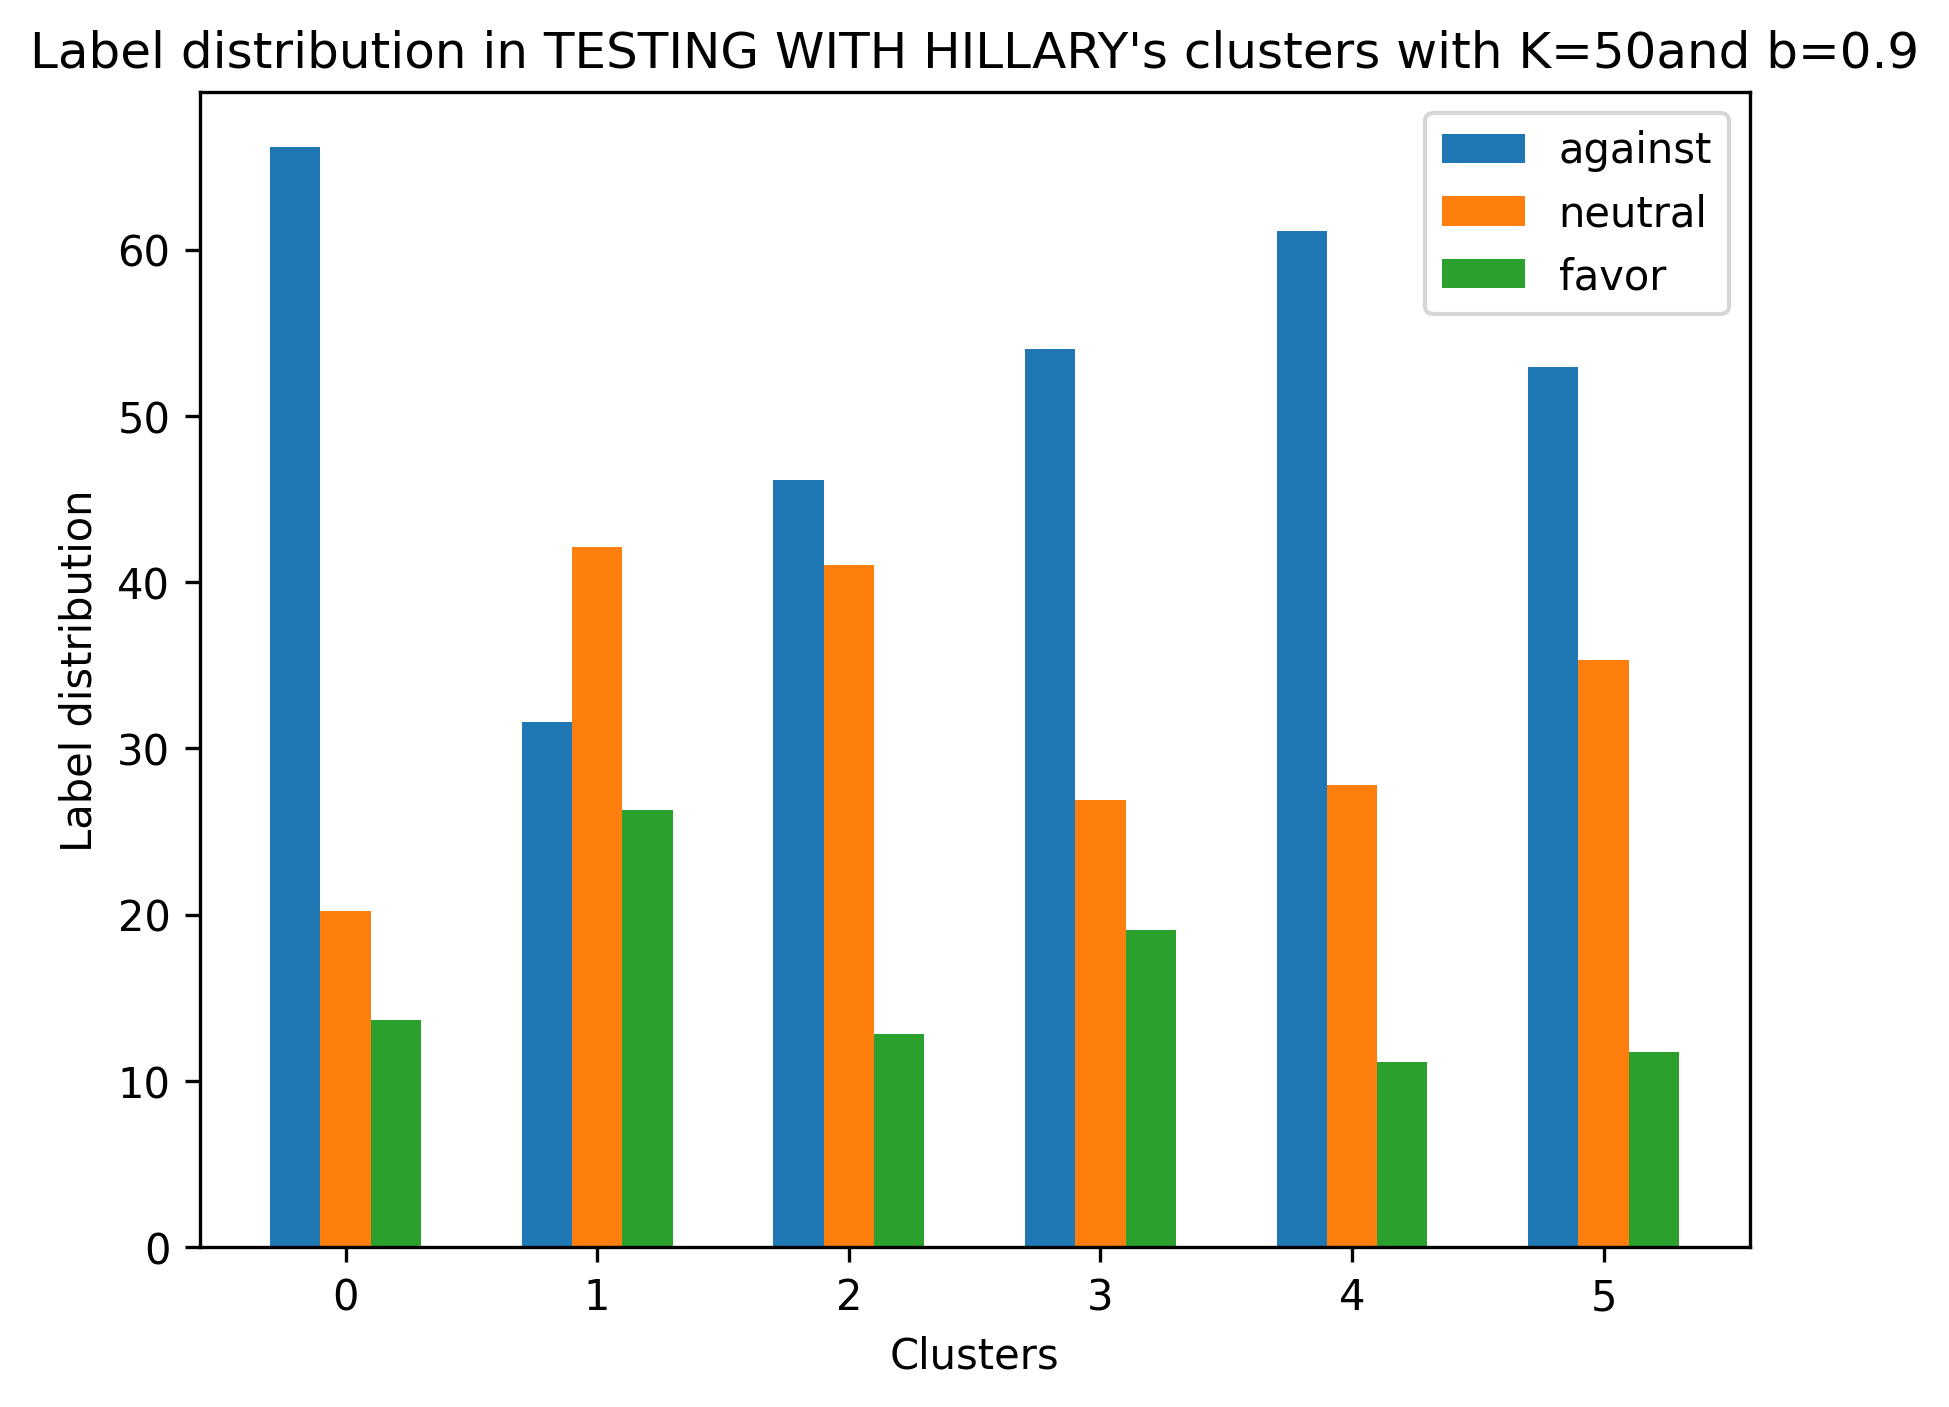 Label distribution in TESTING WITH HILLARY's clusters with K=50and b=0.9
against
neutral
favor
Label distribution
60
50
40
30
20
10
0
0 1 2 3 4 5
Clusters